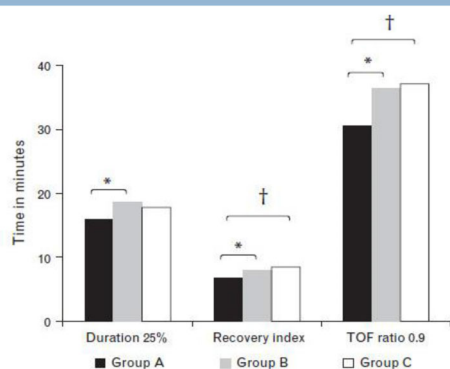 †
*
40
30
20
10
0
Time in minutes
*
†
*
Duration 25%
Recovery index
TOF ratio 0.9
Group A
Group B
Group C